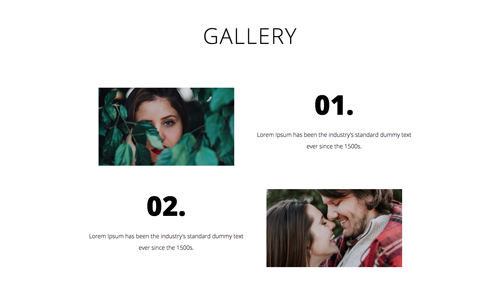 GALLERY
01.
Lorem Ipsum has been the industry's standard dummy text
ever since the 1500s.
02.
Lorem Ipsum has been the industry's standard dummy text
ever since the 1500s.